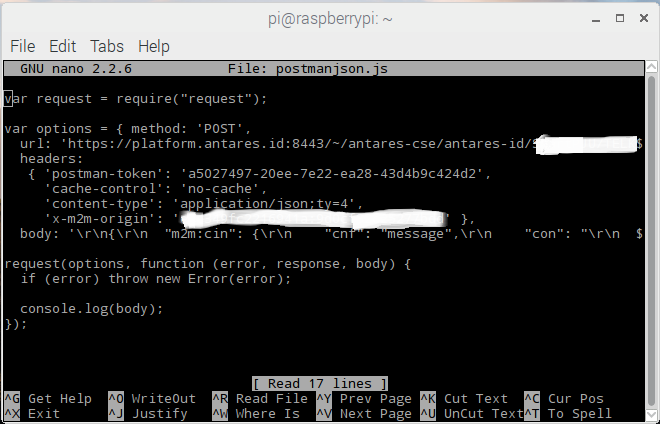 pi@raspberrypi: ~
File Edit Tabs Help
GNU nano 2.2.6 File: postmanjson.js
var request = require("request");
var options = { method: 'POST',
url: 'https://platform.antares.id:8443/~/antares-cse/antares-id/ $
headers:
{ 'postman-token': 'a5027497-20ee-7e22-ea28-43d4b9c424d2',
'cache-control': 'no-cache',
'content-type': 'application/json;ty=4',
'x-m2m-origin': ' ' },
body: '\r\n{\r\n  "m2m:cin": {\r\n    "cnf": "message",\r\n    "con": "\r\n  $
request(options, function (error, response, body) {
if (error) throw new Error(error);
console.log(body);
});
[ Read 17 lines ]
^G Get Help ^O WriteOut ^R Read File ^Y Prev Page ^K Cut Text ^C Cur Pos
^X Exit ^J Justify ^W Where Is ^V Next Page ^U UnCut Text ^T To Spell